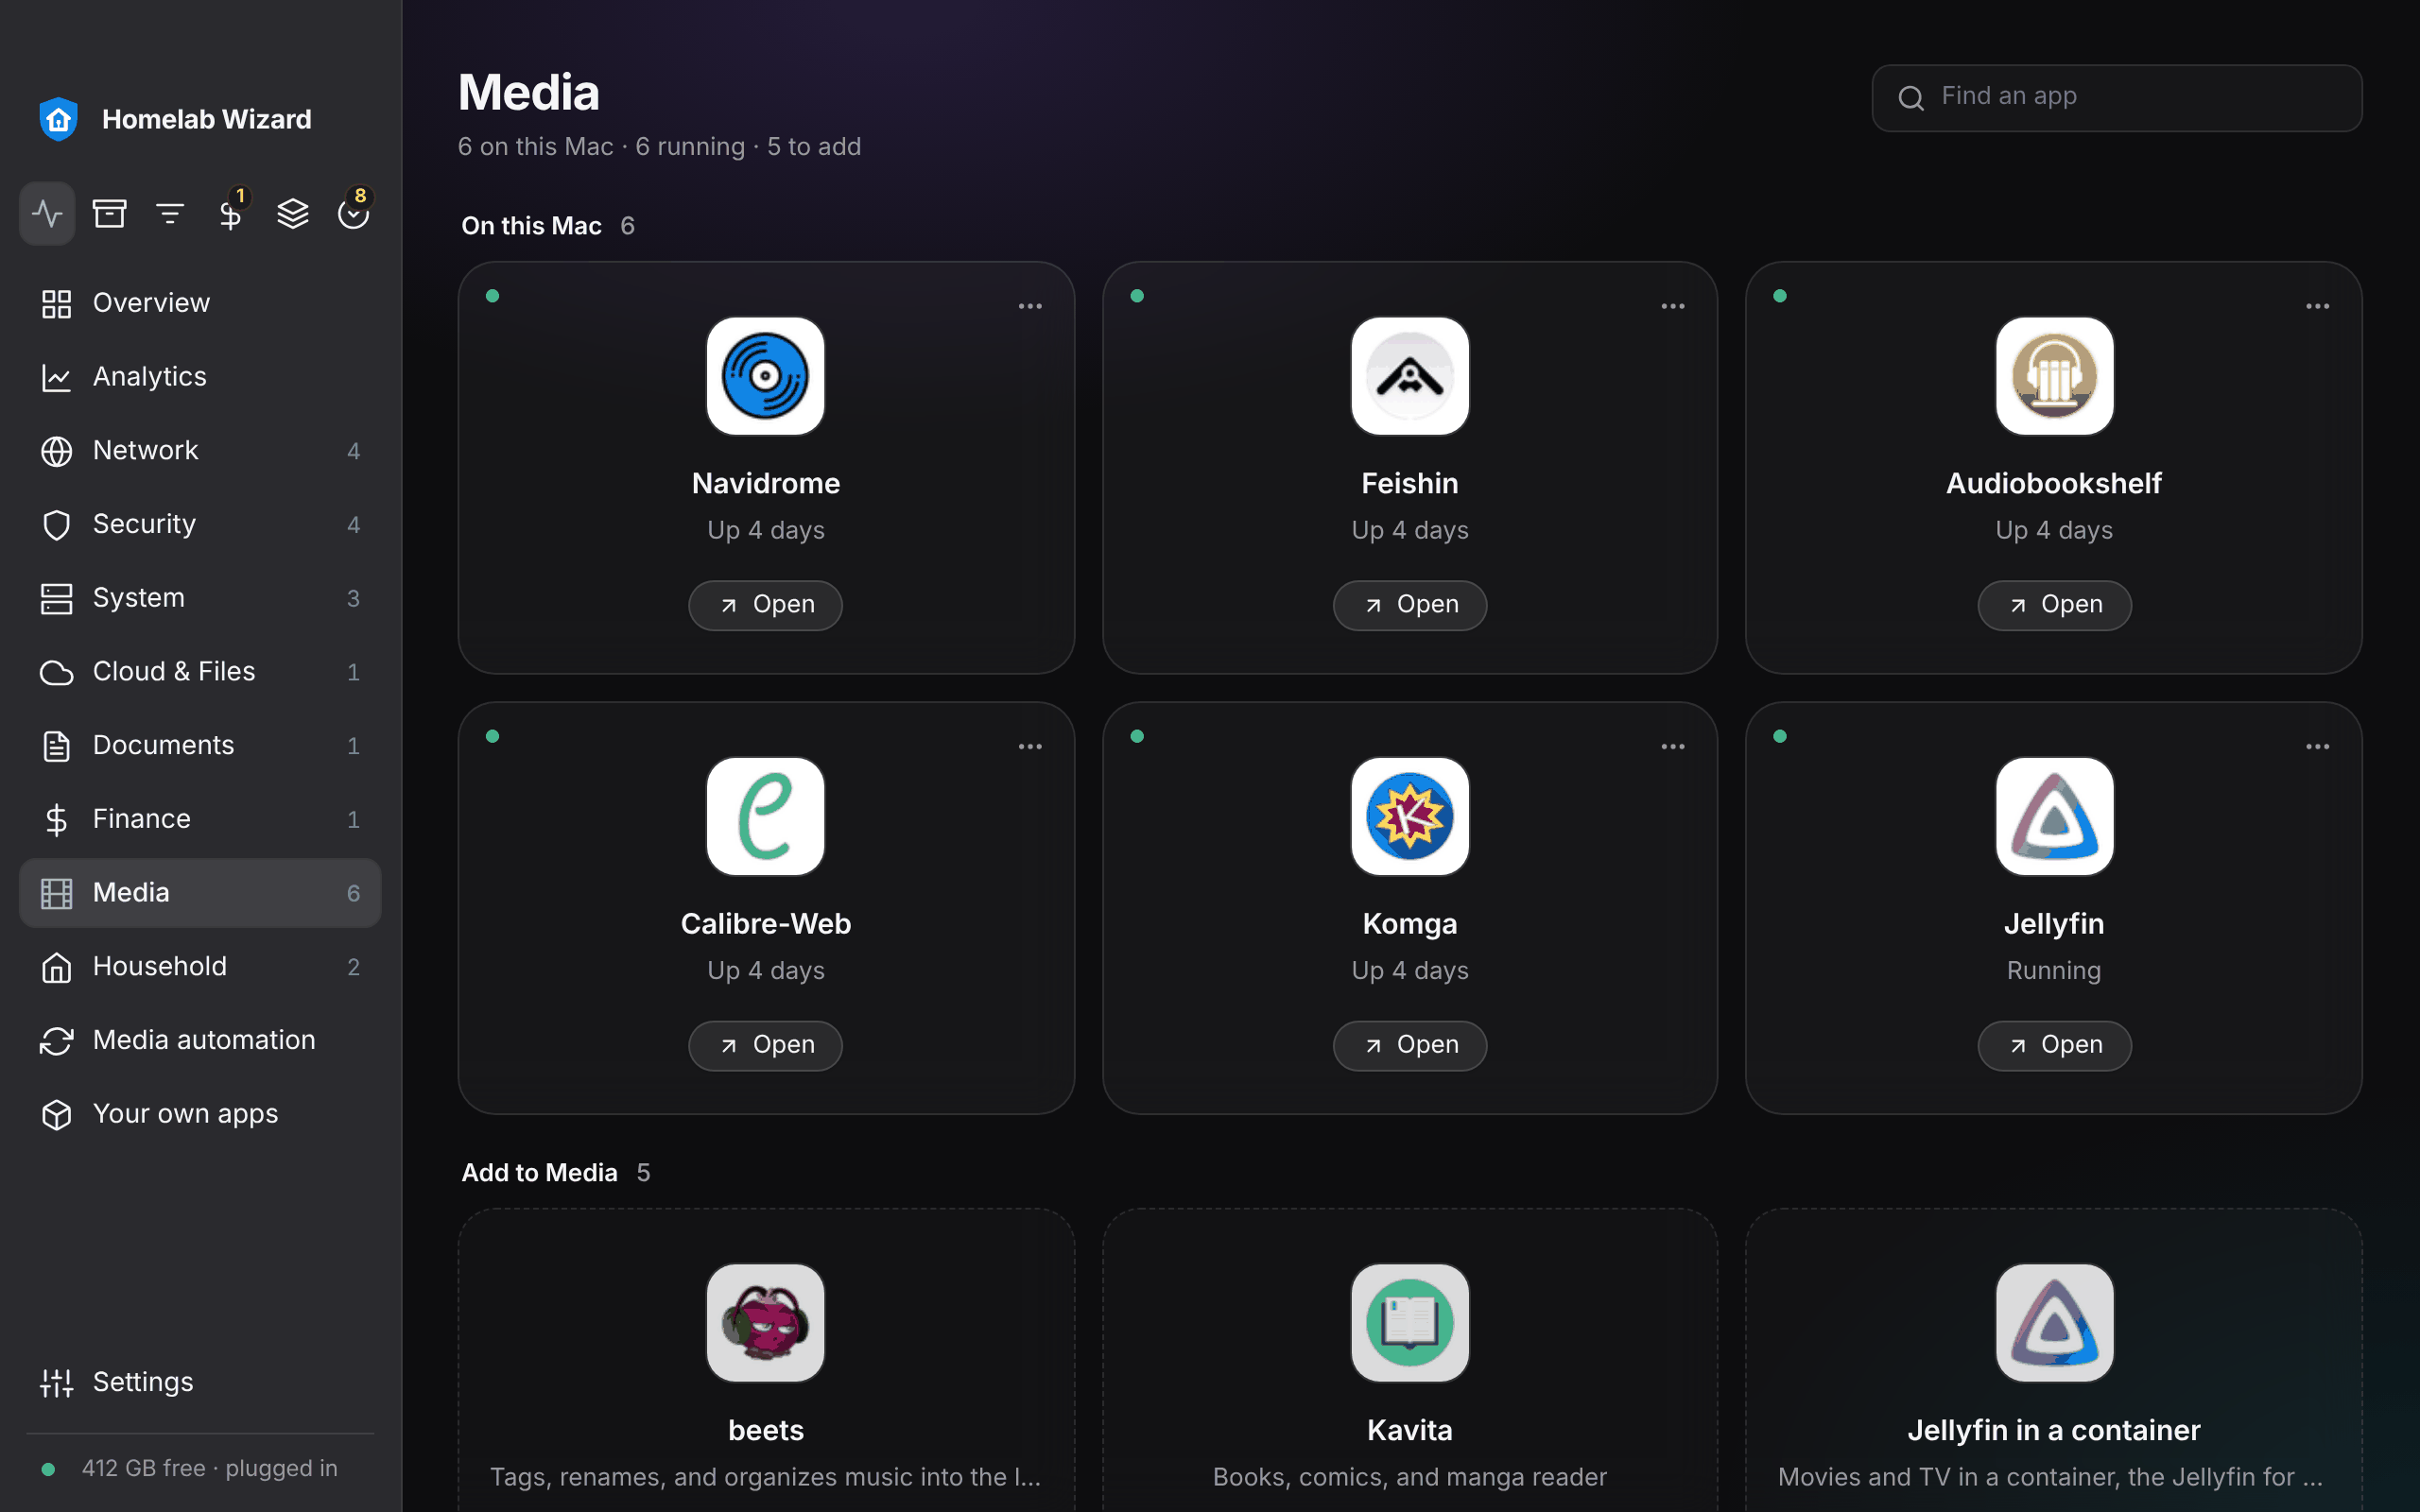 Homelab Wizard
1
8
Overview
Analytics
Network 4
Security 4
System 3
Cloud & Files 1
Documents 1
Finance 1
Media 6
Household 2
Media automation
Your own apps
Settings
412 GB free · plugged in
Media
6 on this Mac · 6 running · 5 to add
Find an app
On this Mac 6
Navidrome
Up 4 days
Open
Feishin
Up 4 days
Open
Audiobookshelf
Up 4 days
Open
Calibre-Web
Up 4 days
Open
Komga
Up 4 days
Open
Jellyfin
Running
Open
Add to Media 5
beets
Tags, renames, and organizes music into the l...
Kavita
Books, comics, and manga reader
Jellyfin in a container
Movies and TV in a container, the Jellyfin for ...